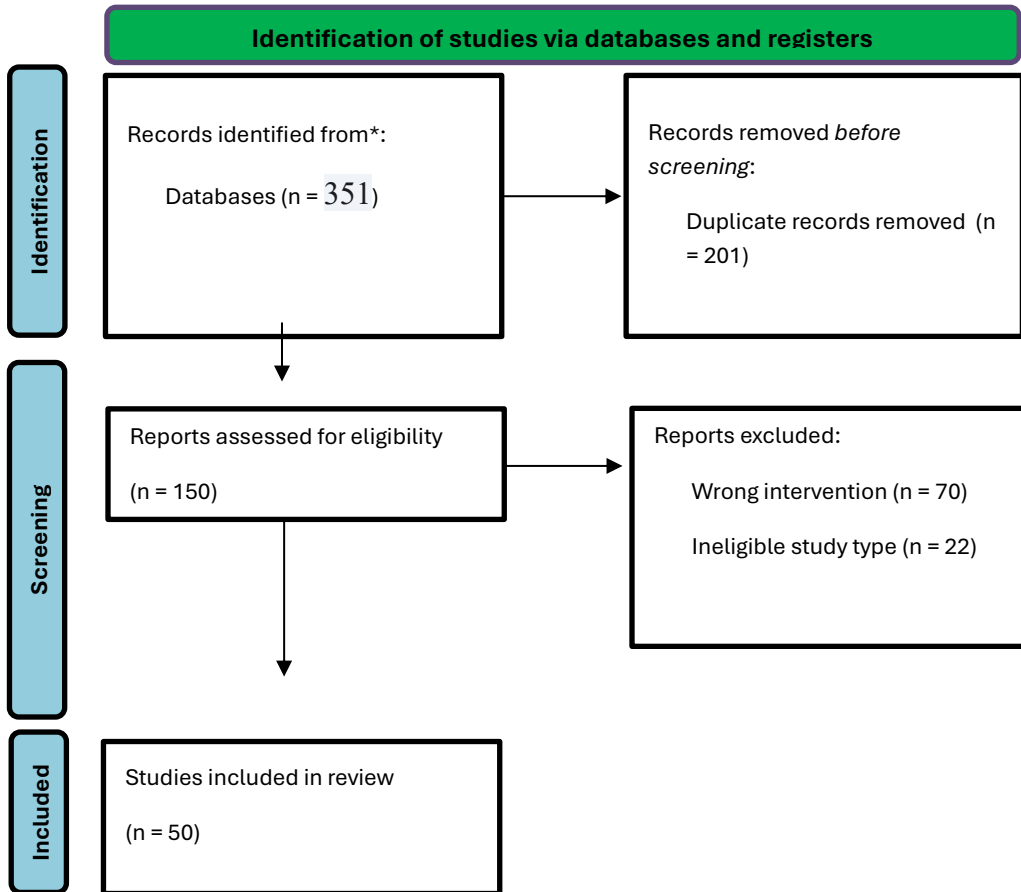 Identification of studies via databases and registers
Identification
Records identified from*:
Databases (n = 351)
Records removed before
screening:
Duplicate records removed  (n
= 201)
Screening
Reports assessed for eligibility
(n = 150)
Reports excluded:
Wrong intervention (n = 70)
Ineligible study type (n = 22)
Included
Studies included in review
(n = 50)